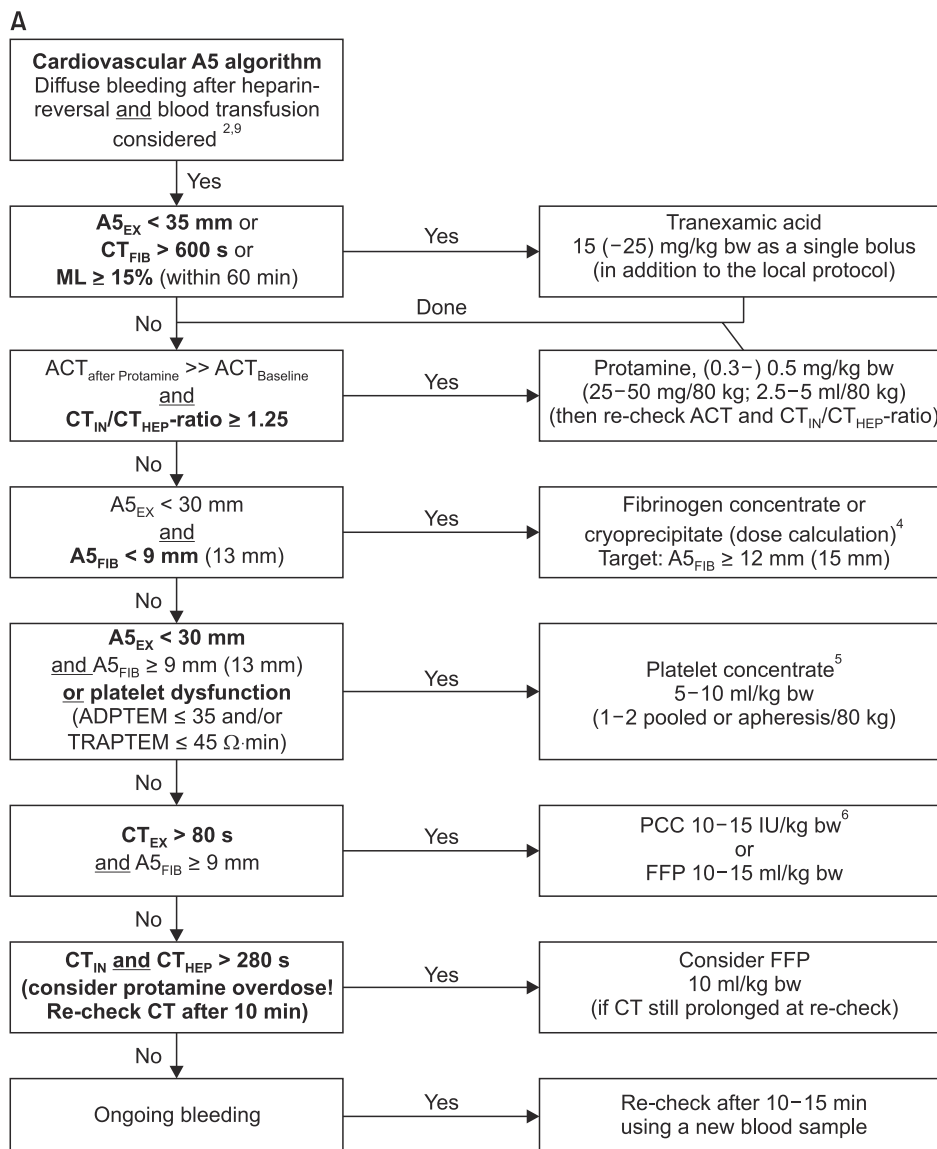 A
Cardiovascular A5 algorithm
Diffuse bleeding after heparin-
reversal and blood transfusion
considered 2,9
Yes
A5EX < 35 mm or
CTFIB > 600 s or
ML ≥ 15% (within 60 min)
Yes
Tranexamic acid
15 (−25) mg/kg bw as a single bolus
(in addition to the local protocol)
Done
No
ACTafter Protamine >> ACTBaseline
and
CTIN/CTHEP-ratio ≥ 1.25
Yes
Protamine, (0.3−) 0.5 mg/kg bw
(25−50 mg/80 kg; 2.5−5 ml/80 kg)
(then re-check ACT and CTIN/CTHEP-ratio)
No
A5EX < 30 mm
and
A5FIB < 9 mm (13 mm)
Yes
Fibrinogen concentrate or
cryoprecipitate (dose calculation)4
Target: A5FIB ≥ 12 mm (15 mm)
No
A5EX < 30 mm
and A5FIB ≥ 9 mm (13 mm)
or platelet dysfunction
(ADPTEM ≤ 35 and/or
TRAPTEM ≤ 45 Ω·min)
Yes
Platelet concentrate5
5−10 ml/kg bw
(1−2 pooled or apheresis/80 kg)
No
CTEX > 80 s
and A5FIB ≥ 9 mm
Yes
PCC 10−15 IU/kg bw6
or
FFP 10−15 ml/kg bw
No
CTIN and CTHEP > 280 s
(consider protamine overdose!
Re-check CT after 10 min)
Yes
Consider FFP
10 ml/kg bw
(if CT still prolonged at re-check)
No
Ongoing bleeding
Yes
Re-check after 10−15 min
using a new blood sample